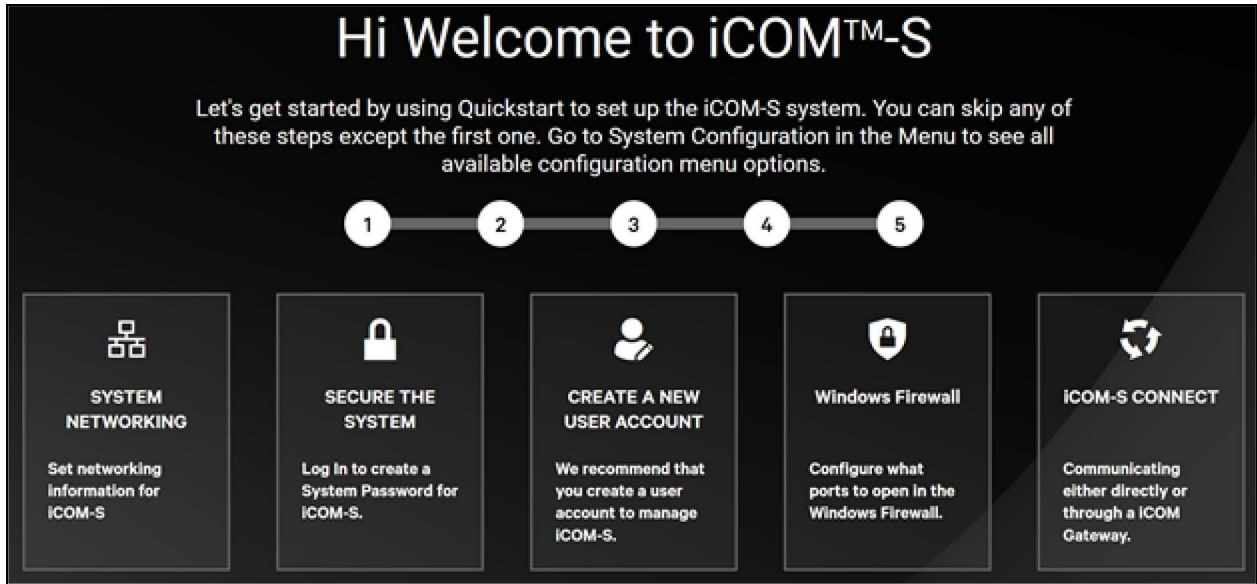 Hi Welcome to iCOM™-S
Let's get started by using Quickstart to set up the iCOM-S system. You can skip any of
these steps except the first one. Go to System Configuration in the Menu to see all
available configuration menu options.
1 2 3 4 5
SYSTEM
NETWORKING
Set networking
information for
iCOM-S
SECURE THE
SYSTEM
Log In to create a
System Password for
iCOM-S.
CREATE A NEW
USER ACCOUNT
We recommend that
you create a user
account to manage
iCOM-S.
Windows Firewall
Configure what
ports to open in the
Windows Firewall.
iCOM-S CONNECT
Communicating
either directly or
through a iCOM
Gateway.